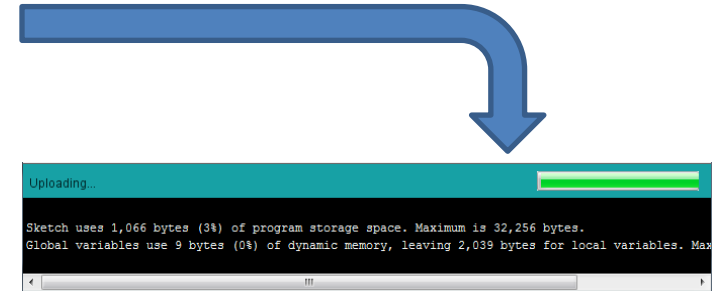 Uploading...
Sketch uses 1,066 bytes (3%) of program storage space. Maximum is 32,256 bytes.
Global variables use 9 bytes (0%) of dynamic memory, leaving 2,039 bytes for local variables. Max